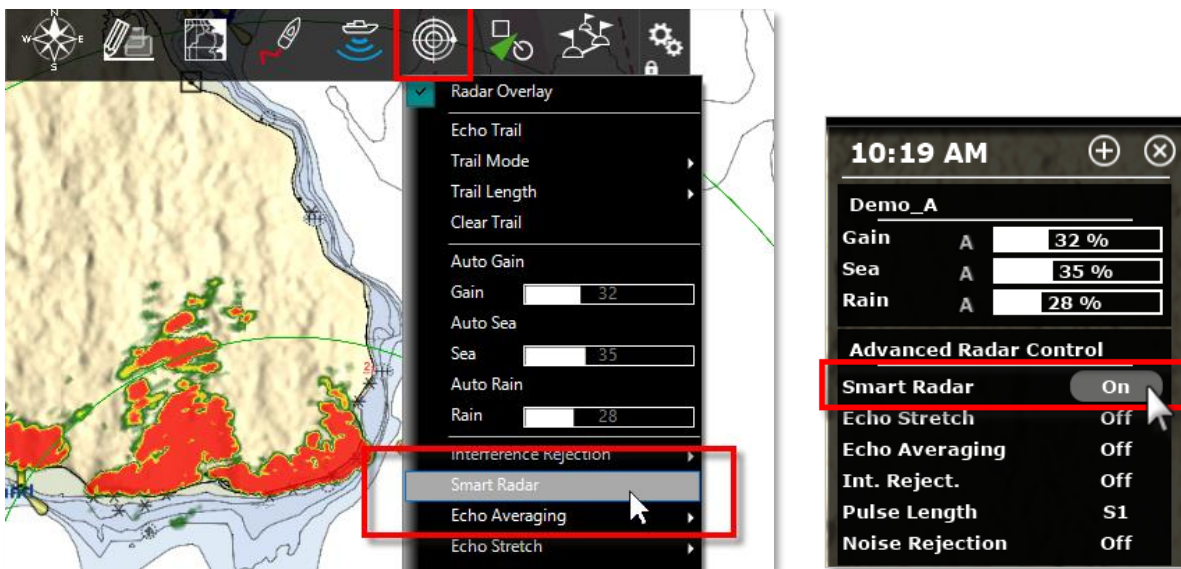 N
W
E
S
Radar Overlay
Echo Trail
Trail Mode
Trail Length
Clear Trail
Auto Gain
Gain 32
Auto Sea
Sea 35
Auto Rain
Rain 28
Interference Rejection
Smart Radar
Echo Averaging
Echo Stretch
2
10:19 AM
Demo_A
Gain A 32 %
Sea A 35 %
Rain A 28 %
Advanced Radar Control
Smart Radar On
Echo Stretch Off
Echo Averaging Off
Int. Reject. Off
Pulse Length S1
Noise Rejection Off